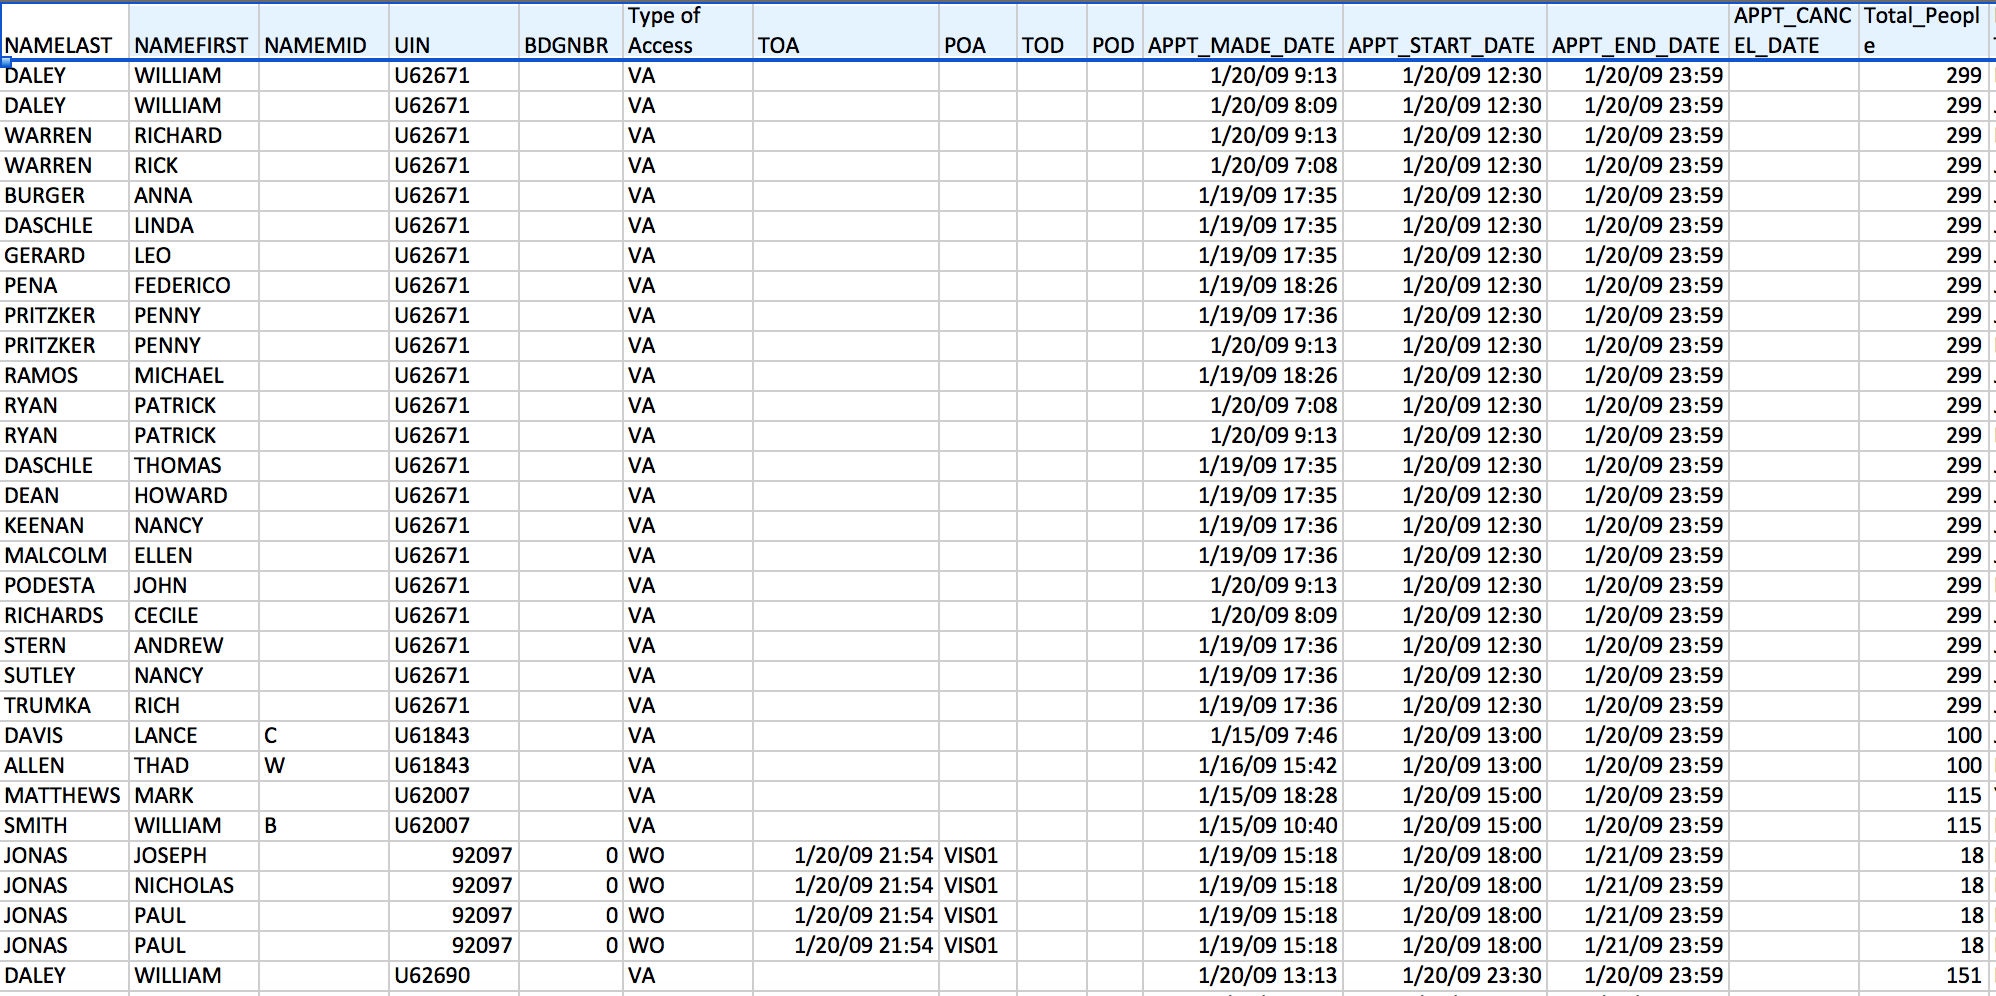 NAMELAST NAMEFIRST NAMEMID UIN BDGNBR Type of Access TOA POA TOD POD APPT_MADE_DATE APPT_START_DATE APPT_END_DATE APPT_CANCEL_DATE Total_People
DALEY WILLIAM U62671 VA 1/20/09 9:13 1/20/09 12:30 1/20/09 23:59 299
DALEY WILLIAM U62671 VA 1/20/09 8:09 1/20/09 12:30 1/20/09 23:59 299
WARREN RICHARD U62671 VA 1/20/09 9:13 1/20/09 12:30 1/20/09 23:59 299
WARREN RICK U62671 VA 1/20/09 7:08 1/20/09 12:30 1/20/09 23:59 299
BURGER ANNA U62671 VA 1/19/09 17:35 1/20/09 12:30 1/20/09 23:59 299
DASCHLE LINDA U62671 VA 1/19/09 17:35 1/20/09 12:30 1/20/09 23:59 299
GERARD LEO U62671 VA 1/19/09 17:35 1/20/09 12:30 1/20/09 23:59 299
PENA FEDERICO U62671 VA 1/19/09 18:26 1/20/09 12:30 1/20/09 23:59 299
PRITZKER PENNY U62671 VA 1/19/09 17:36 1/20/09 12:30 1/20/09 23:59 299
PRITZKER PENNY U62671 VA 1/20/09 9:13 1/20/09 12:30 1/20/09 23:59 299
RAMOS MICHAEL U62671 VA 1/19/09 18:26 1/20/09 12:30 1/20/09 23:59 299
RYAN PATRICK U62671 VA 1/20/09 7:08 1/20/09 12:30 1/20/09 23:59 299
RYAN PATRICK U62671 VA 1/20/09 9:13 1/20/09 12:30 1/20/09 23:59 299
DASCHLE THOMAS U62671 VA 1/19/09 17:35 1/20/09 12:30 1/20/09 23:59 299
DEAN HOWARD U62671 VA 1/19/09 17:35 1/20/09 12:30 1/20/09 23:59 299
KEENAN NANCY U62671 VA 1/19/09 17:36 1/20/09 12:30 1/20/09 23:59 299
MALCOLM ELLEN U62671 VA 1/19/09 17:36 1/20/09 12:30 1/20/09 23:59 299
PODESTA JOHN U62671 VA 1/20/09 9:13 1/20/09 12:30 1/20/09 23:59 299
RICHARDS CECILE U62671 VA 1/20/09 8:09 1/20/09 12:30 1/20/09 23:59 299
STERN ANDREW U62671 VA 1/19/09 17:36 1/20/09 12:30 1/20/09 23:59 299
SUTLEY NANCY U62671 VA 1/19/09 17:36 1/20/09 12:30 1/20/09 23:59 299
TRUMKA RICH U62671 VA 1/19/09 17:36 1/20/09 12:30 1/20/09 23:59 299
DAVIS LANCE C U61843 VA 1/15/09 7:46 1/20/09 13:00 1/20/09 23:59 100
ALLEN THAD W U61843 VA 1/16/09 15:42 1/20/09 13:00 1/20/09 23:59 100
MATTHEWS MARK U62007 VA 1/15/09 18:28 1/20/09 15:00 1/20/09 23:59 115
SMITH WILLIAM B U62007 VA 1/15/09 10:40 1/20/09 15:00 1/20/09 23:59 115
JONAS JOSEPH 92097 0 WO 1/20/09 21:54 VIS01 1/19/09 15:18 1/20/09 18:00 1/21/09 23:59 18
JONAS NICHOLAS 92097 0 WO 1/20/09 21:54 VIS01 1/19/09 15:18 1/20/09 18:00 1/21/09 23:59 18
JONAS PAUL 92097 0 WO 1/20/09 21:54 VIS01 1/19/09 15:18 1/20/09 18:00 1/21/09 23:59 18
JONAS PAUL 92097 0 WO 1/20/09 21:54 VIS01 1/19/09 15:18 1/20/09 18:00 1/21/09 23:59 18
DALEY WILLIAM U62690 VA 1/20/09 13:13 1/20/09 23:30 1/20/09 23:59 151